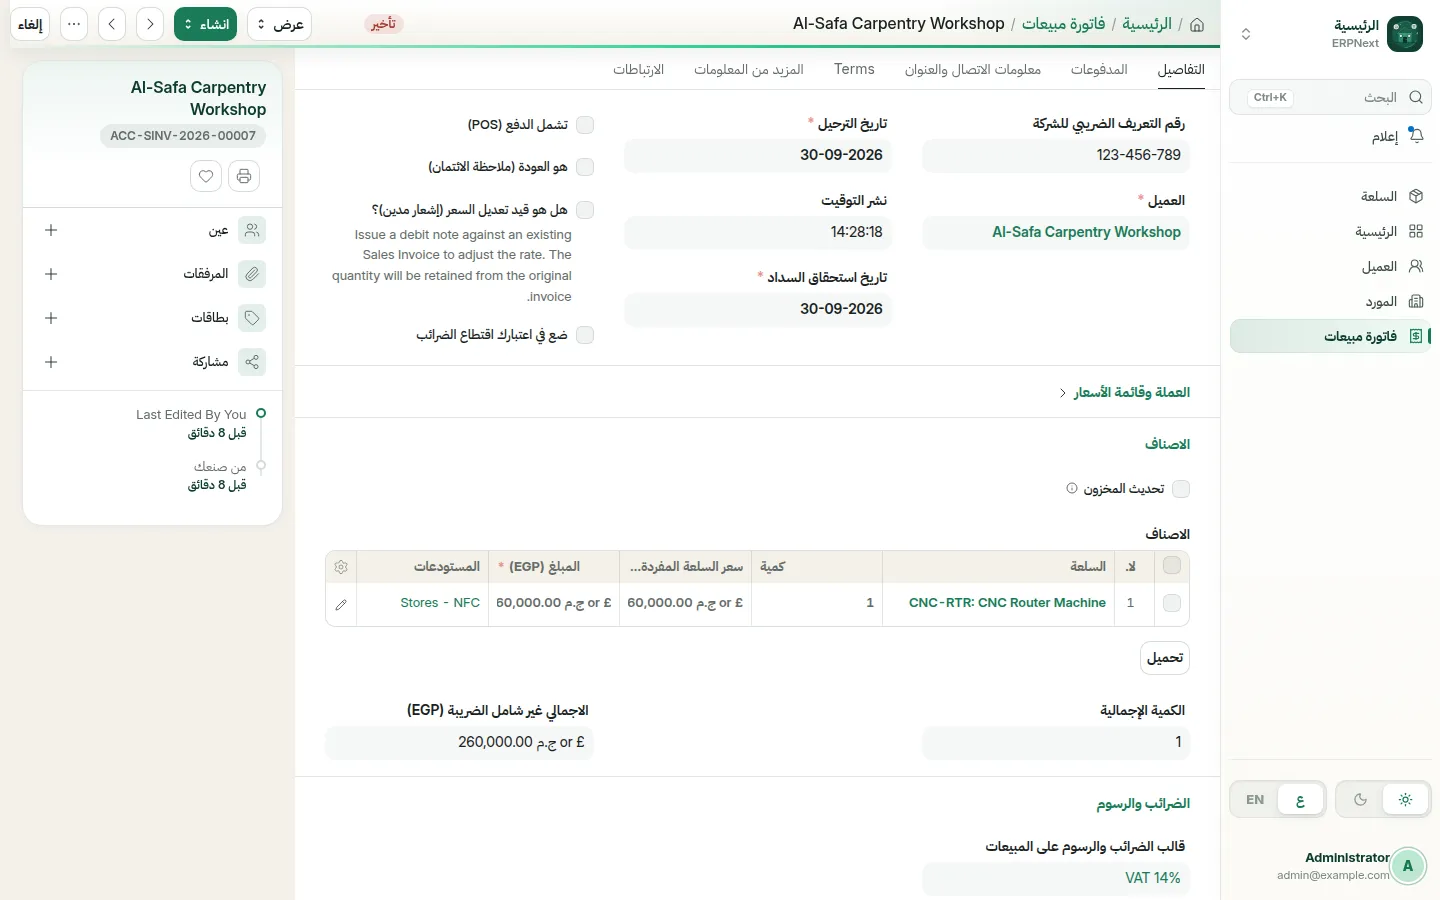 الرئيسية
ERPNext
البحث
Ctrl+K
إعلام
السلعة
الرئيسية
العميل
المورد
فاتورة مبيعات
EN
ع
Administrator
admin@example.com
A
الرئيسية / فاتورة مبيعات / Al-Safa Carpentry Workshop
تأخير
عرض
انشاء
إلغاء
التفاصيل
المدفوعات
معلومات الاتصال والعنوان
Terms
المزيد من المعلومات
الارتباطات
رقم التعريف الضريبي للشركة
123-456-789
العميل *
Al-Safa Carpentry Workshop
تاريخ الترحيل *
30-09-2026
نشر التوقيت
14:28:18
تاريخ استحقاق السداد *
30-09-2026
تشمل الدفع (POS)
هو العودة (ملاحظة الائتمان)
هل هو قيد تعديل السعر (إشعار مدين)؟
Issue a debit note against an existing
Sales Invoice to adjust the rate. The
quantity will be retained from the original
invoice.
ضع في اعتبارك اقتطاع الضرائب
العملة وقائمة الأسعار
الاصناف
تحديث المخزون
الاصناف
لا.
السلعة
كمية
سعر السلعة المفردة...
المبلغ (EGP) *
المستودعات
1
CNC-RTR: CNC Router Machine
1
£ or ج.م 60,000.00
£ or ج.م 60,000.00
Stores - NFC
تحميل
الكمية الإجمالية
1
الاجمالي غير شامل الضريبة (EGP)
£ or ج.م 260,000.00
الضرائب والرسوم
قالب الضرائب والرسوم على المبيعات
VAT 14%
Al-Safa Carpentry
Workshop
ACC-SINV-2026-00007
عين
المرفقات
بطاقات
مشاركة
Last Edited By You
قبل 8 دقائق
من صنعك
قبل 8 دقائق